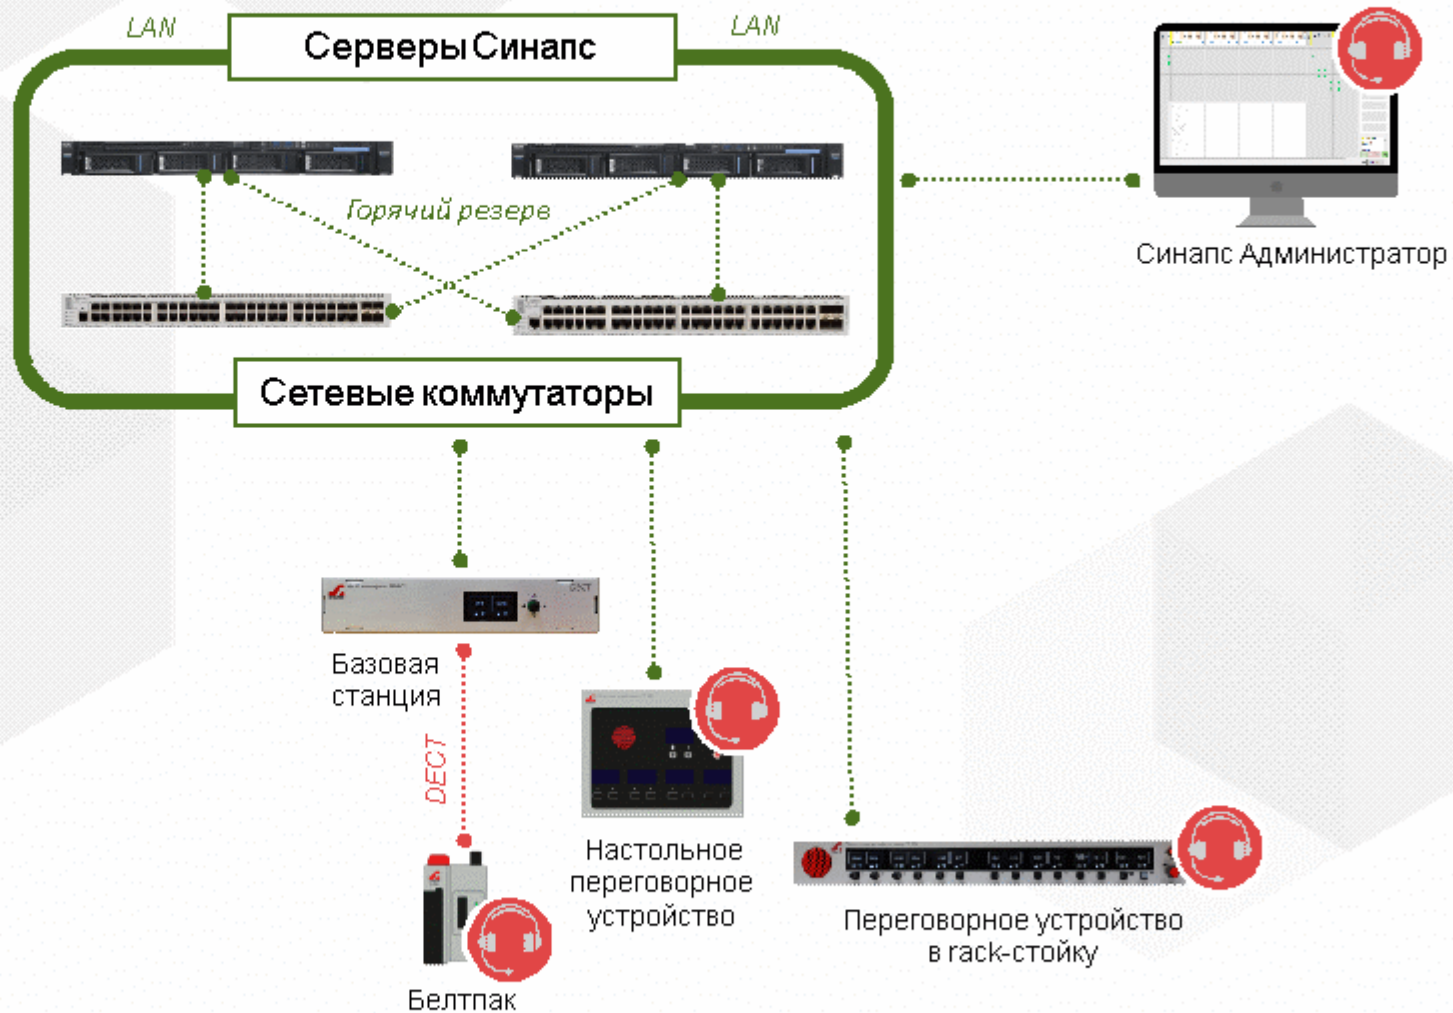 LAN
LAN
Серверы Синапс
Горячий резерв
Синапс Администратор
Сетевые коммутаторы
Базовая
станция
DECT
Настольное
переговорное
устройство
Переговорное устройство
в rack-стойку
Белтпак